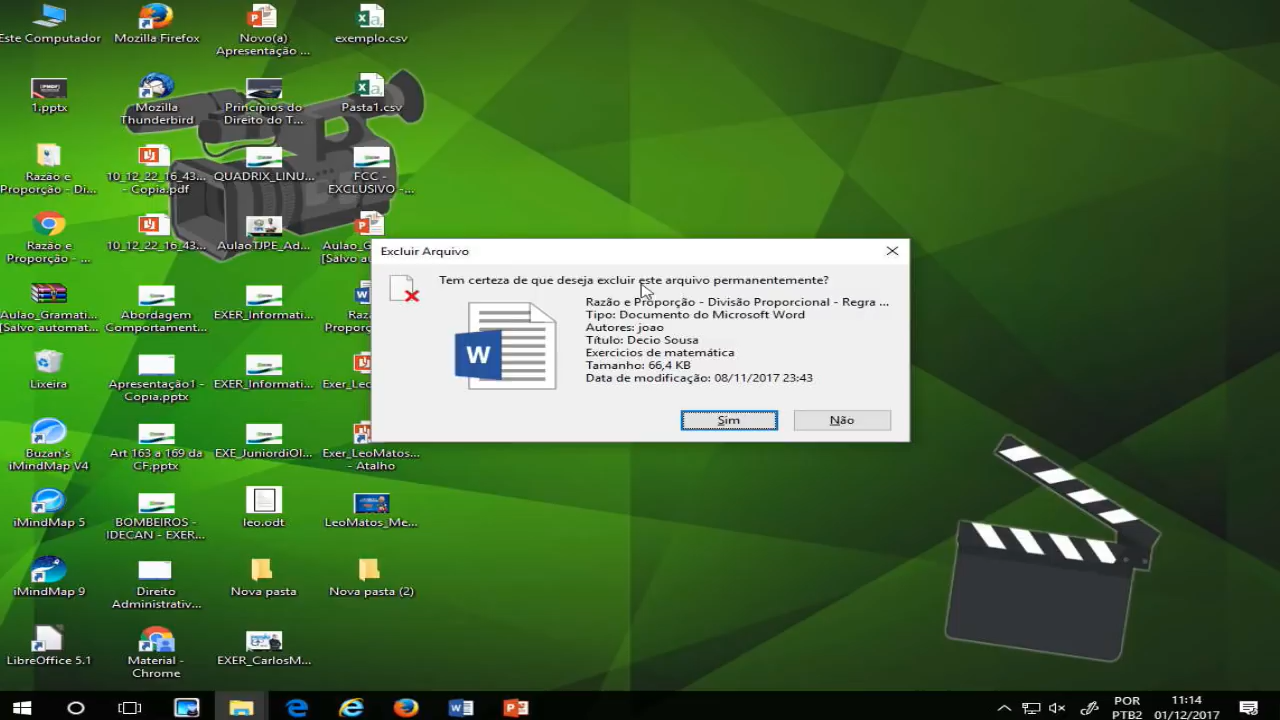 Este Computador
Mozilla Firefox
Novo(a)
Apresentação ...
exemplo.csv
1.pptx
Mozilla
Thunderbird
Princípios do
Direito do T...
Pasta1.csv
Razão e
Proporção - Di...
10_12_22_16_43...
- Copia.pdf
QUADRIX_LINU...
FCC -
EXCLUSIVO -...
Razão e
Proporção - ...
10_12_22_16_43...
AulaoTJPE_Ad...
Aulao_G
[Salvo a
Aulao_Gramati...
[Salvo automat...
Abordagem
Comportament...
EXER_Informati...
Raz
Propor
Lixeira
Apresentação1 -
Copia.pptx
EXER_Informati...
Exer_Le
Buzan's
iMindMap V4
Art 163 a 169 da
CF.pptx
EXE_JuniordiOl...
Exer_LeoMatos...
- Atalho
iMindMap 5
BOMBEIROS -
IDECAN - EXER...
leo.odt
LeoMatos_Me...
iMindMap 9
Direito
Administrativ...
Nova pasta
Nova pasta (2)
LibreOffice 5.1
Material -
Chrome
EXER_CarlosM...
Excluir Arquivo
Tem certeza de que deseja excluir este arquivo permanentemente?
Razão e Proporção - Divisão Proporcional - Regra ...
Tipo: Documento do Microsoft Word
Autores: joao
Título: Decio Sousa
Exercicios de matemática
Tamanho: 66,4 KB
Data de modificação: 08/11/2017 23:43
Sim
Não
POR
PTB2
11:14
01/12/2017